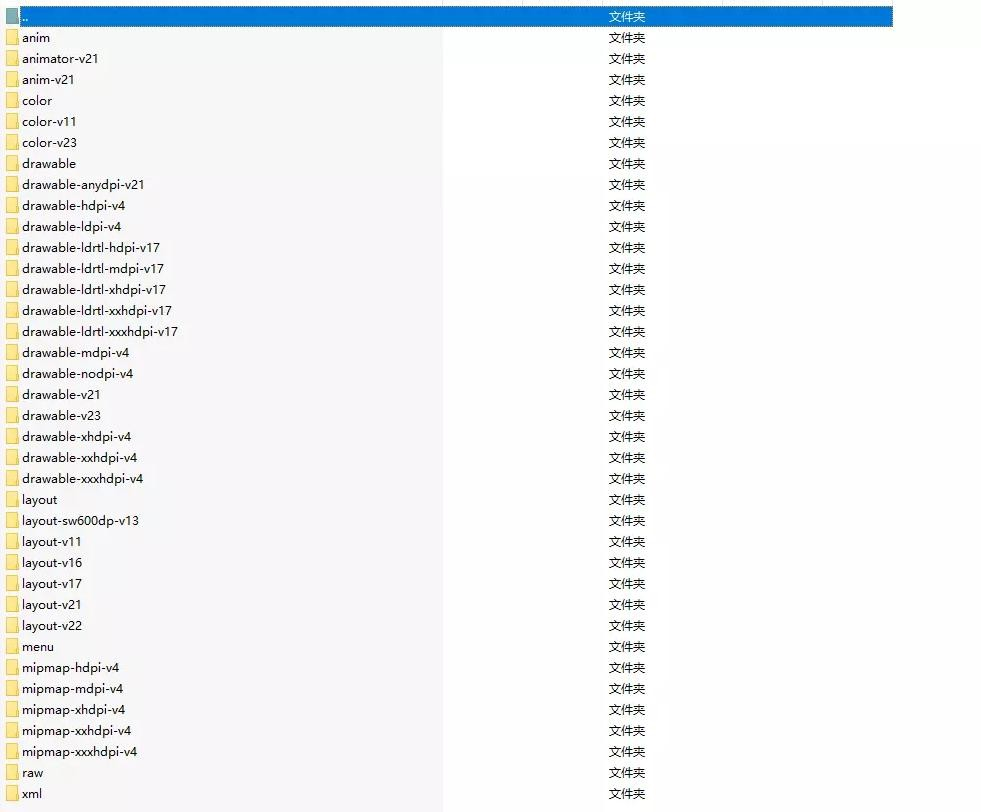 .. 文件夹
anim 文件夹
animator-v21 文件夹
anim-v21 文件夹
color 文件夹
color-v11 文件夹
color-v23 文件夹
drawable 文件夹
drawable-anydpi-v21 文件夹
drawable-hdpi-v4 文件夹
drawable-ldpi-v4 文件夹
drawable-ldrtl-hdpi-v17 文件夹
drawable-ldrtl-mdpi-v17 文件夹
drawable-ldrtl-xhdpi-v17 文件夹
drawable-ldrtl-xxhdpi-v17 文件夹
drawable-ldrtl-xxxhdpi-v17 文件夹
drawable-mdpi-v4 文件夹
drawable-nodpi-v4 文件夹
drawable-v21 文件夹
drawable-v23 文件夹
drawable-xhdpi-v4 文件夹
drawable-xxhdpi-v4 文件夹
drawable-xxxhdpi-v4 文件夹
layout 文件夹
layout-sw600dp-v13 文件夹
layout-v11 文件夹
layout-v16 文件夹
layout-v17 文件夹
layout-v21 文件夹
layout-v22 文件夹
menu 文件夹
mipmap-hdpi-v4 文件夹
mipmap-mdpi-v4 文件夹
mipmap-xhdpi-v4 文件夹
mipmap-xxhdpi-v4 文件夹
mipmap-xxxhdpi-v4 文件夹
raw 文件夹
xml 文件夹